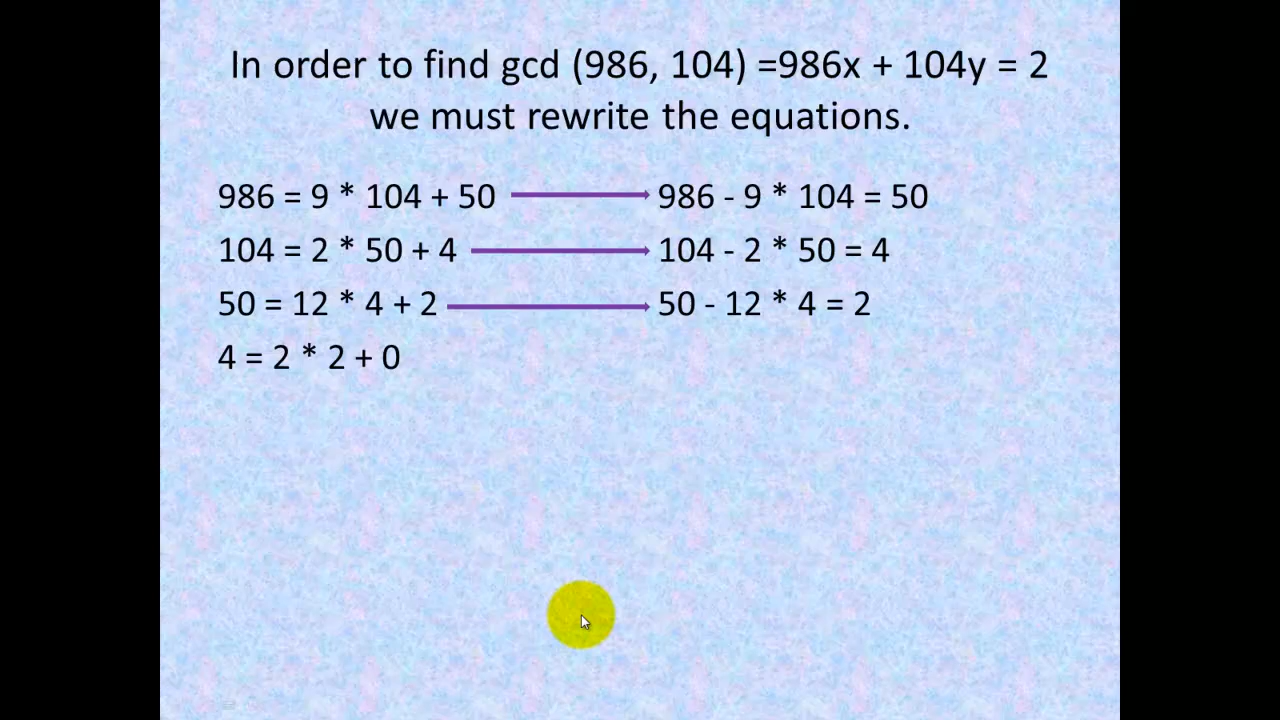 In order to find gcd (986, 104) =986x + 104y = 2
we must rewrite the equations.
986 = 9 * 104 + 50 986 - 9 * 104 = 50
104 = 2 * 50 + 4 104 - 2 * 50 = 4
50 = 12 * 4 + 2 50 - 12 * 4 = 2
4 = 2 * 2 + 0